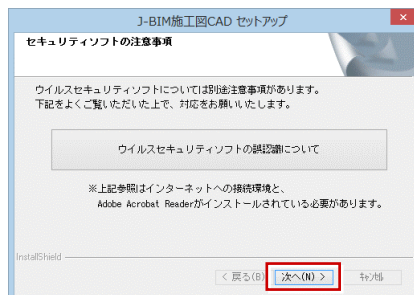 J-BIM施工図CAD セットアップ
セキュリティソフトの注意事項
ウイルスセキュリティソフトについては別途注意事項があります。
下記をよくご覧いただいた上で、対応をお願いいたします。
ウイルスセキュリティソフトの誤認識について
※上記参照はインターネットへの接続環境と、
Adobe Acrobat Readerがインストールされている必要があります。
InstallShield
< 戻る(B) 次へ(N) > キャンセル